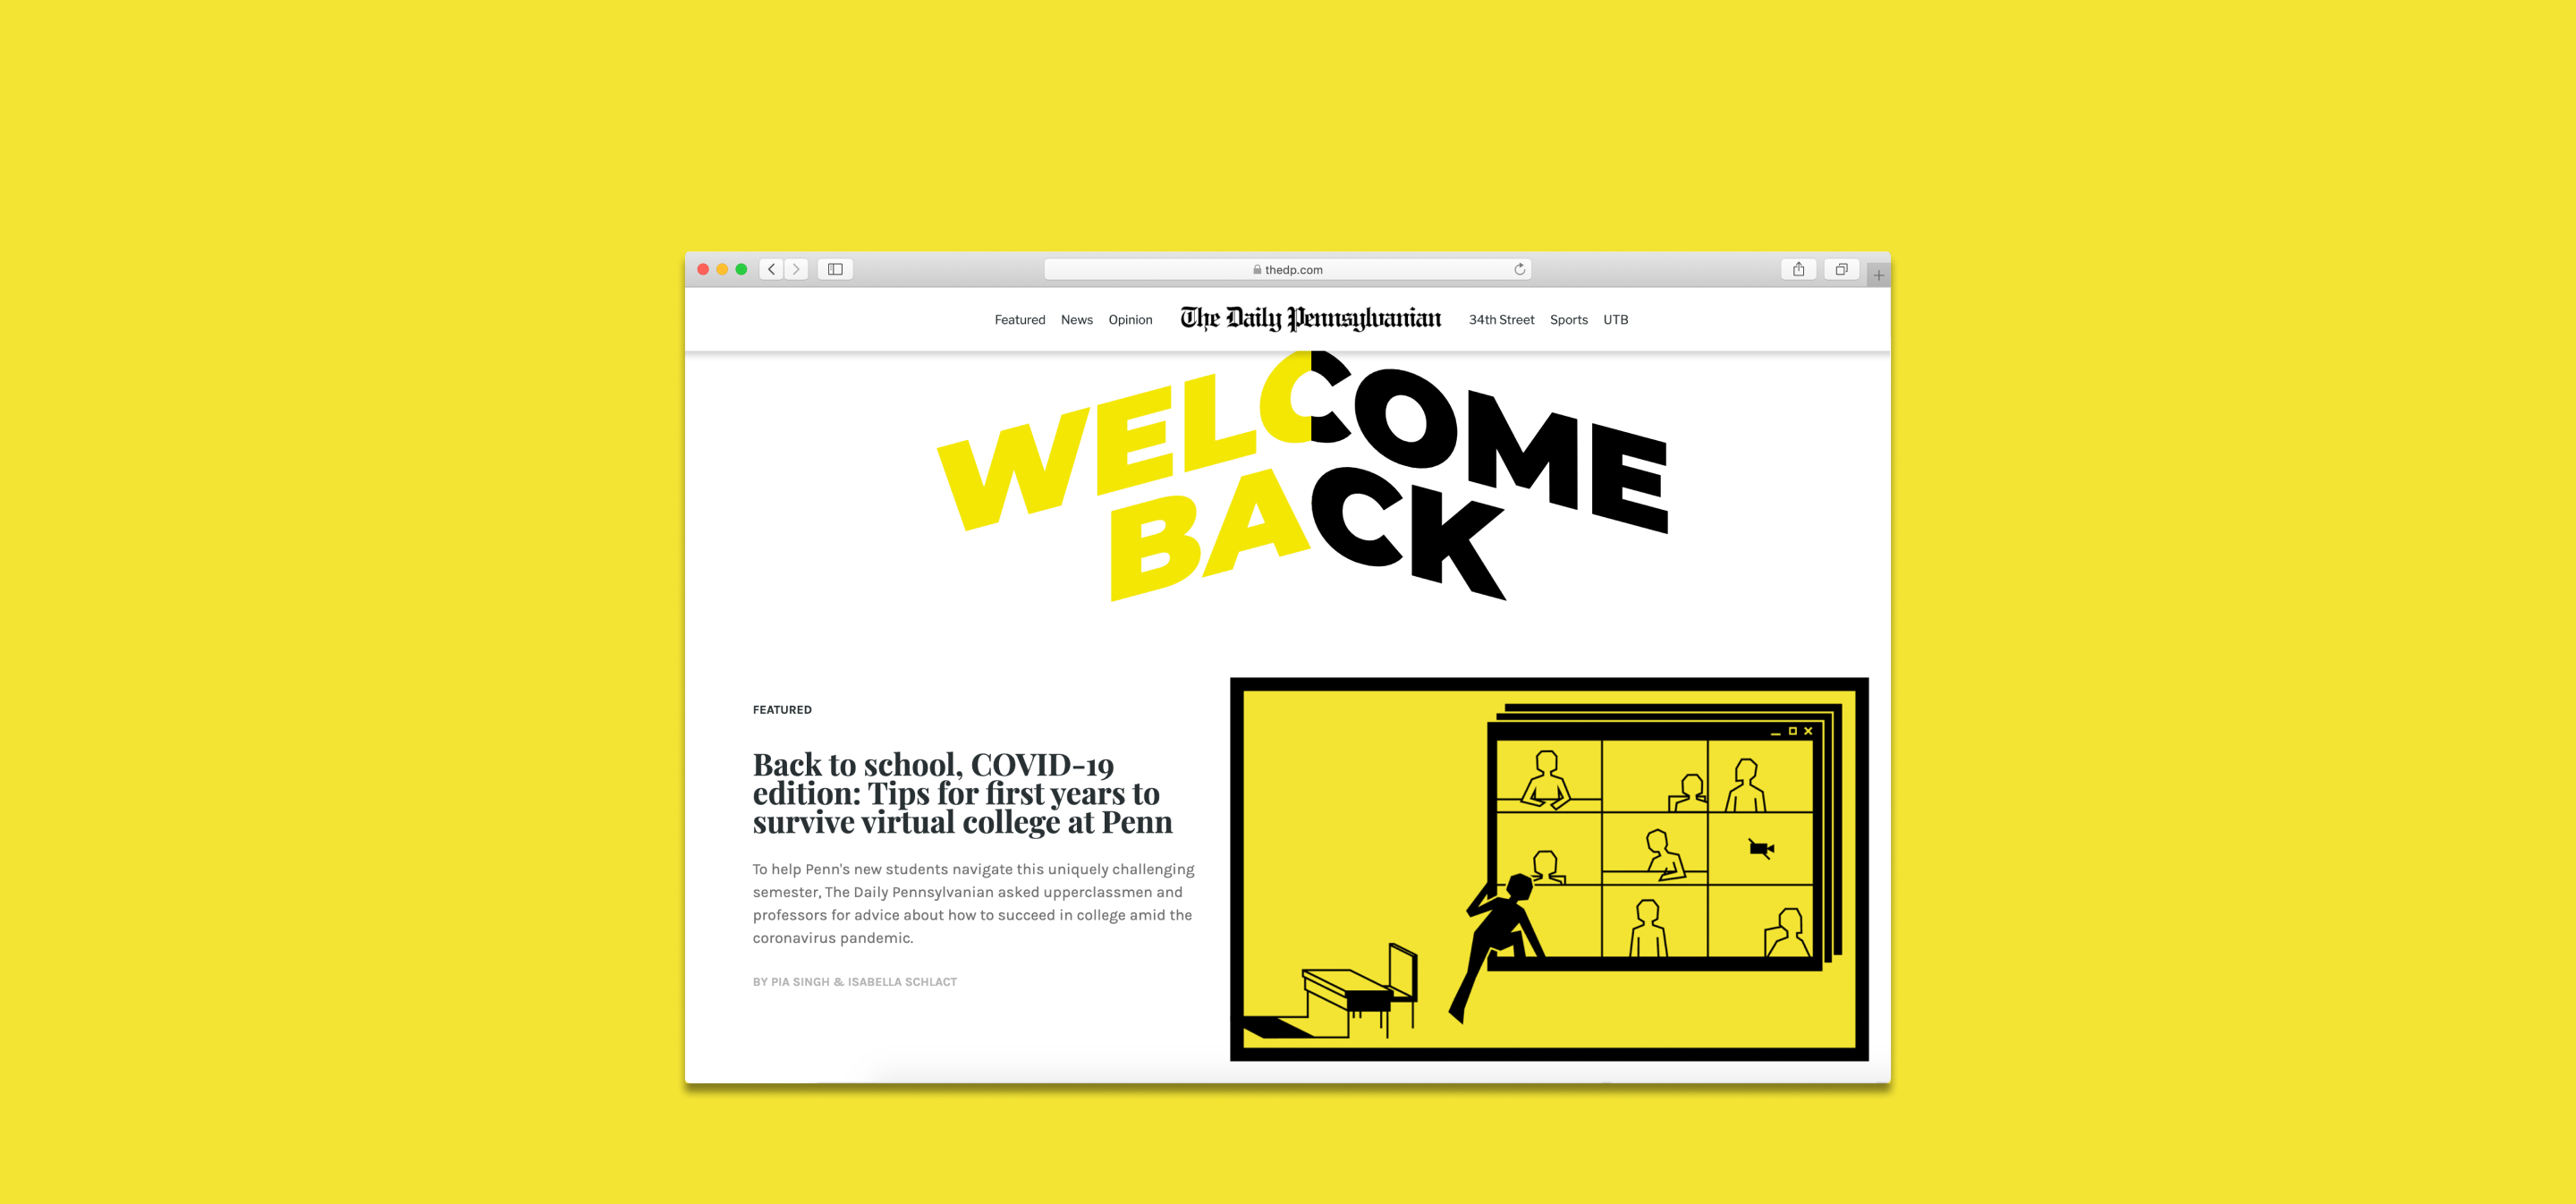 thedp.com
Featured News Opinion The Daily Pennsylvanian 34th Street Sports UTB
WELCOME
BACK
FEATURED
Back to school, COVID-19
edition: Tips for first years to
survive virtual college at Penn
To help Penn's new students navigate this uniquely challenging
semester, The Daily Pennsylvanian asked upperclassmen and
professors for advice about how to succeed in college amid the
coronavirus pandemic.
BY PIA SINGH & ISABELLA SCHLACT